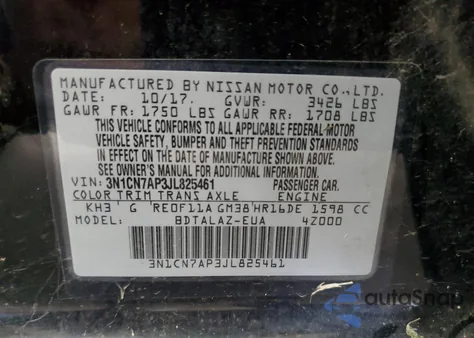 MANUFACTURED BY NISSAN MOTOR CO.,LTD.
DATE: 10/17. GVWR: 3426 LBS
GAWR FR: 1750 LBS GAWR RR: 1708 LBS
THIS VEHICLE CONFORMS TO ALL APPLICABLE FEDERAL MOTOR
VEHICLE SAFETY, BUMPER AND THEFT PREVENTION STANDARDS
IN EFFECT ON THE DATE OF MANUFACTURE SHOWN ABOVE.
SEE OWNER'S MANUAL FOR ADDITIONAL INFORMATION.
VIN: 3N1CN7AP3JL825461 PASSENGER CAR.
COLOR TRIM TRANS AXLE ENGINE
KH3 G RE0F11A GM38 HR16DE 1598 CC
MODEL: BDTALAZ-EUA 4Z000
3N1CN7AP3JL825461
autoSnap